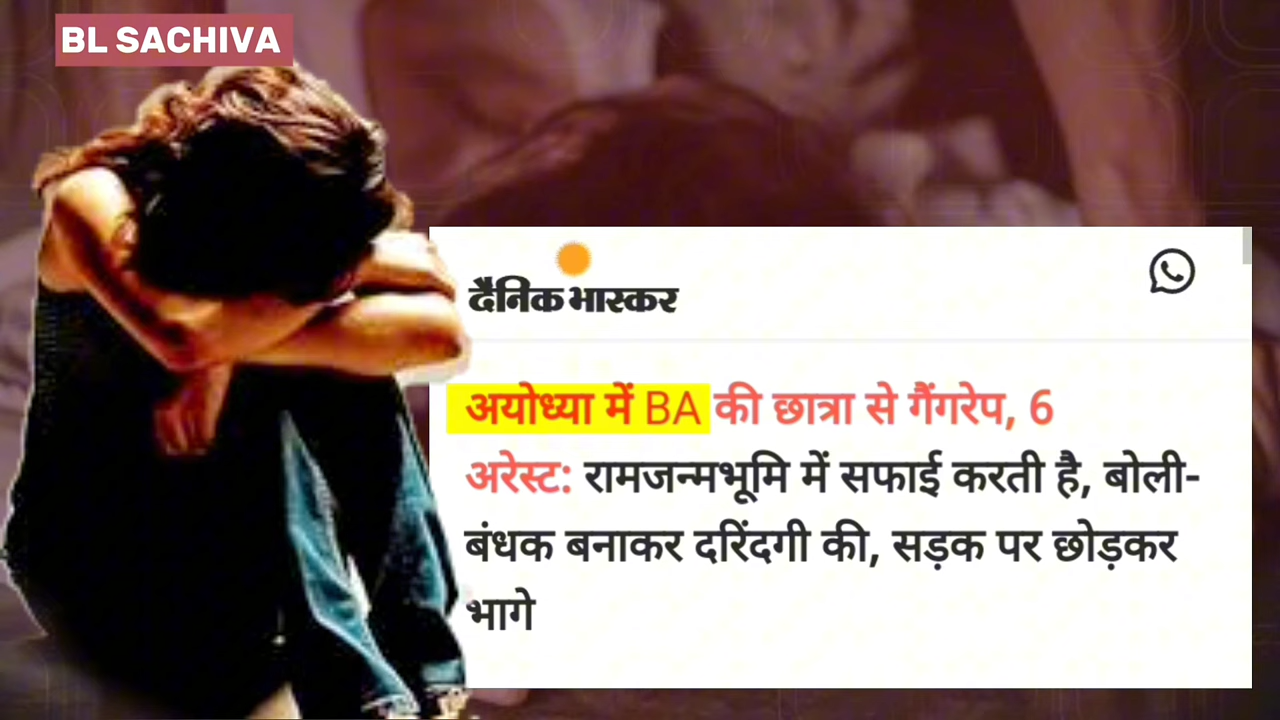 BL SACHIVA
दैनिक भास्कर
अयोध्या में BA की छात्रा से गैंगरेप, 6
अरेस्ट: रामजन्मभूमि में सफाई करती है, बोली-
बंधक बनाकर दरिंदगी की, सड़क पर छोड़कर
भागे